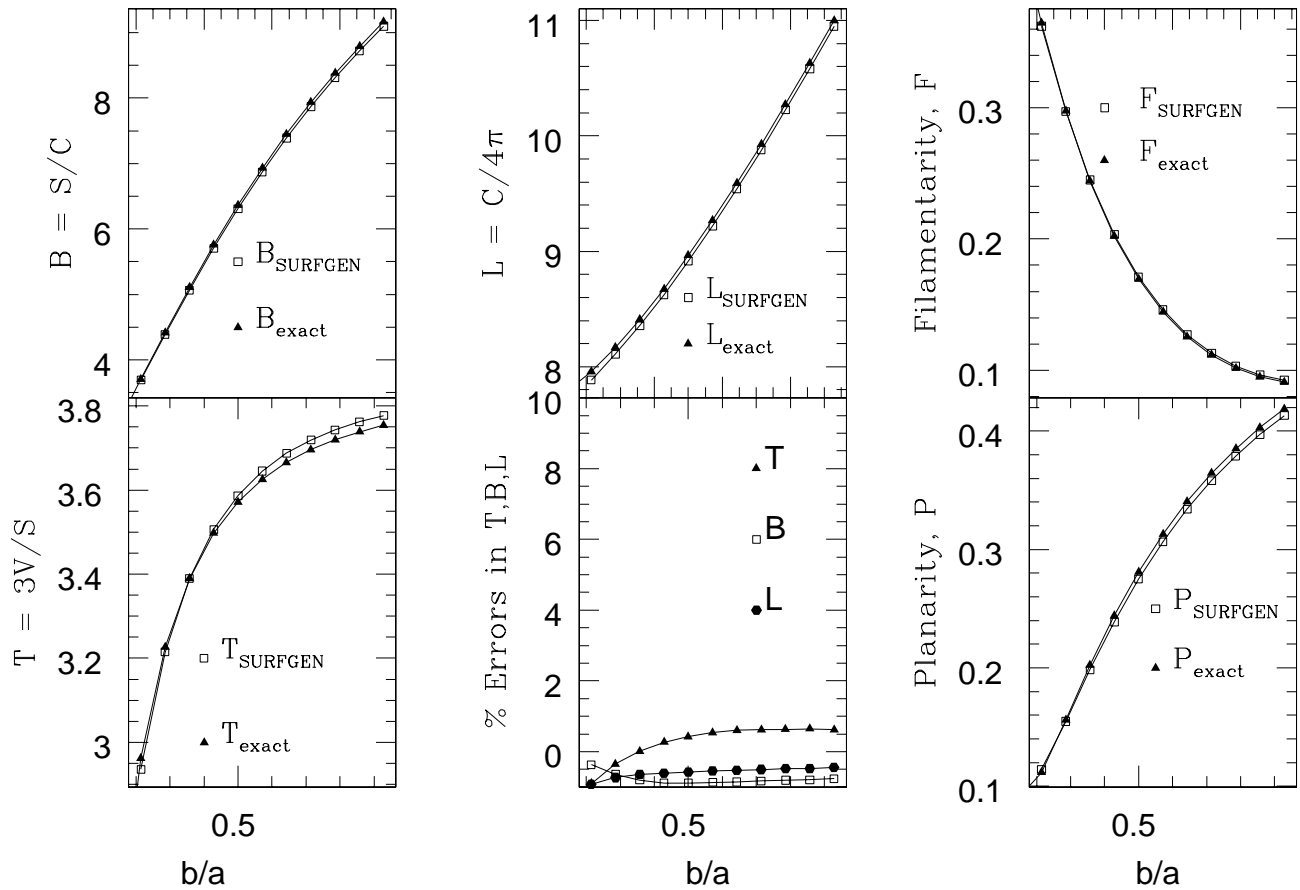 B = S/C
8
6
4
B_SURFGEN
B_exact
L = C/4π
11
10
9
8
L_SURFGEN
L_exact
Filamentarity, F
0.3
0.2
0.1
F_SURFGEN
F_exact
T = 3V/S
3.8
3.6
3.4
3.2
3
T_SURFGEN
T_exact
0.5
b/a
% Errors in T,B,L
10
8
6
4
2
0
T
B
L
0.5
b/a
Planarity, P
0.4
0.3
0.2
0.1
P_SURFGEN
P_exact
0.5
b/a